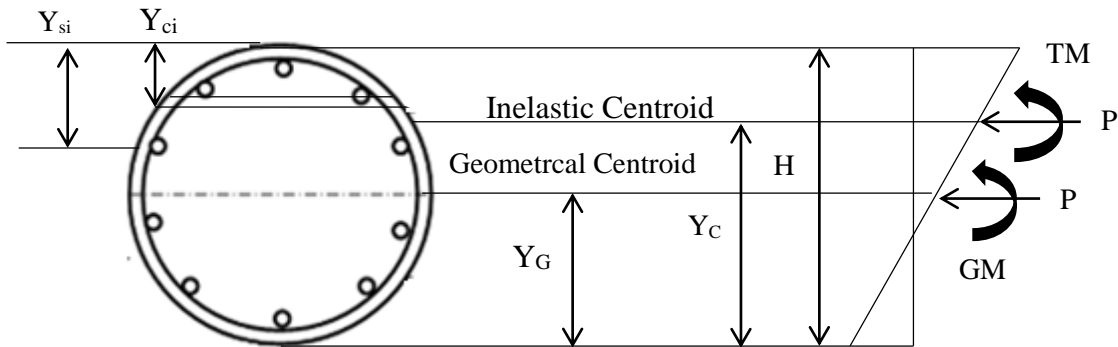 Ysi
Yci
TM
Inelastic Centroid
P
Geometrcal Centroid
H
P
YC
YG
GM